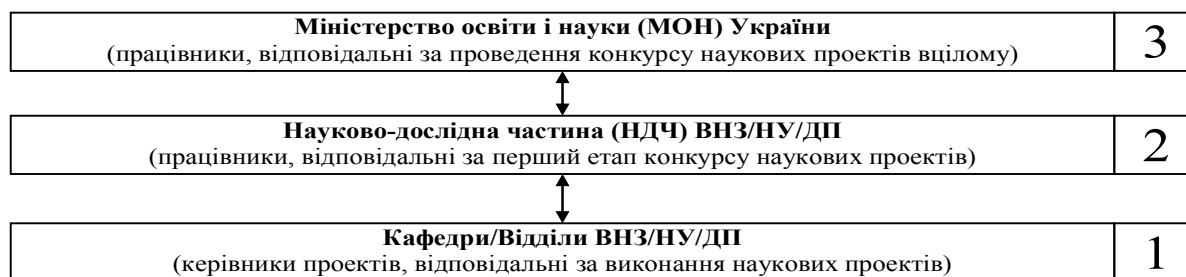 Міністерство освіти і науки (МОН) України
(працівники, відповідальні за проведення конкурсу наукових проектів вцілому)
3
Науково-дослідна частина (НДЧ) ВНЗ/НУ/ДП
(працівники, відповідальні за перший етап конкурсу наукових проектів)
2
Кафедри/Відділи ВНЗ/НУ/ДП
(керівники проектів, відповідальні за виконання наукових проектів)
1